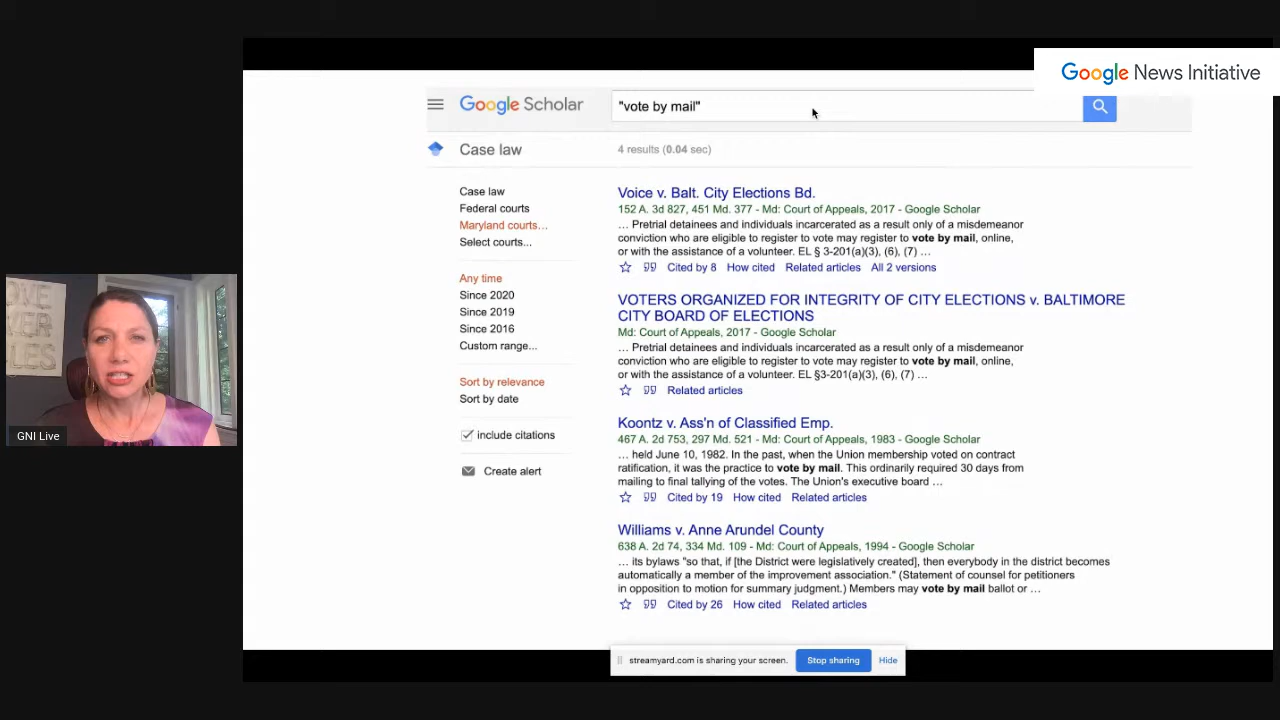 Google News Initiative
Google Scholar
"vote by mail"
Case law
4 results (0.04 sec)
Case law
Federal courts
Maryland courts…
Select courts...
Any time
Since 2020
Since 2019
Since 2016
Custom range...
Sort by relevance
Sort by date
include citations
Create alert
Voice v. Balt. City Elections Bd.
152 A. 3d 827, 451 Md. 377 - Md: Court of Appeals, 2017 - Google Scholar
… Pretrial detainees and individuals incarcerated as a result only of a misdemeanor
conviction who are eligible to register to vote may register to vote by mail, online,
or with the assistance of a volunteer. EL § 3-201(a)(3), (6), (7) …
Cited by 8 How cited Related articles All 2 versions
VOTERS ORGANIZED FOR INTEGRITY OF CITY ELECTIONS v. BALTIMORE
CITY BOARD OF ELECTIONS
Md: Court of Appeals, 2017 - Google Scholar
… Pretrial detainees and individuals incarcerated as a result only of a misdemeanor
conviction who are eligible to register to vote may register to vote by mail, online,
or with the assistance of a volunteer. EL §3-201(a)(3), (6), (7) …
Related articles
Koontz v. Ass'n of Classified Emp.
467 A. 2d 753, 297 Md. 521 - Md: Court of Appeals, 1983 - Google Scholar
… held June 10, 1982. In the past, when the Union membership voted on contract
ratification, it was the practice to vote by mail. This ordinarily required 30 days from
mailing to final tallying of the votes. The Union's executive board …
Cited by 19 How cited Related articles
Williams v. Anne Arundel County
638 A. 2d 74, 334 Md. 109 - Md: Court of Appeals, 1994 - Google Scholar
… its bylaws "so that, if [the District were legislatively created], then everybody in the district becomes
automatically a member of the improvement association." (Statement of counsel for petitioners
in opposition to motion for summary judgment.) Members may vote by mail ballot or …
Cited by 26 How cited Related articles
GNI Live
streamyard.com is sharing your screen.
Stop sharing
Hide